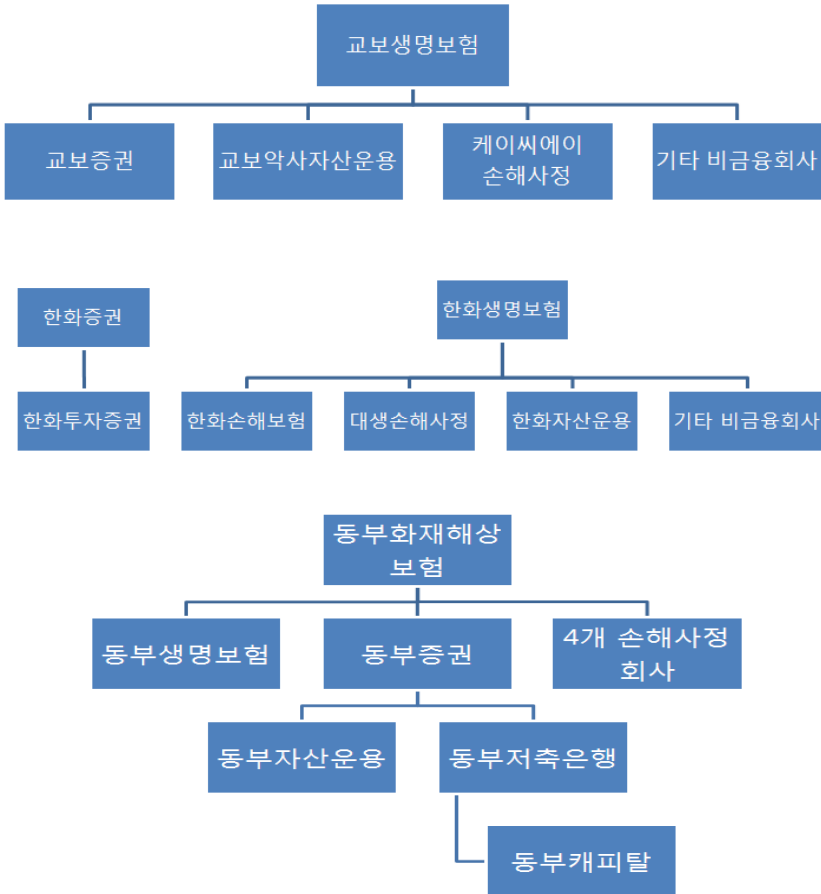 교보생명보험
교보증권
교보악사자산운용
케이씨에이
손해사정
기타 비금융회사
한화증권
한화생명보험
한화투자증권
한화손해보험
대생손해사정
한화자산운용
기타 비금융회사
동부화재해상
보험
동부생명보험
동부증권
4개 손해사정
회사
동부자산운용
동부저축은행
동부캐피탈